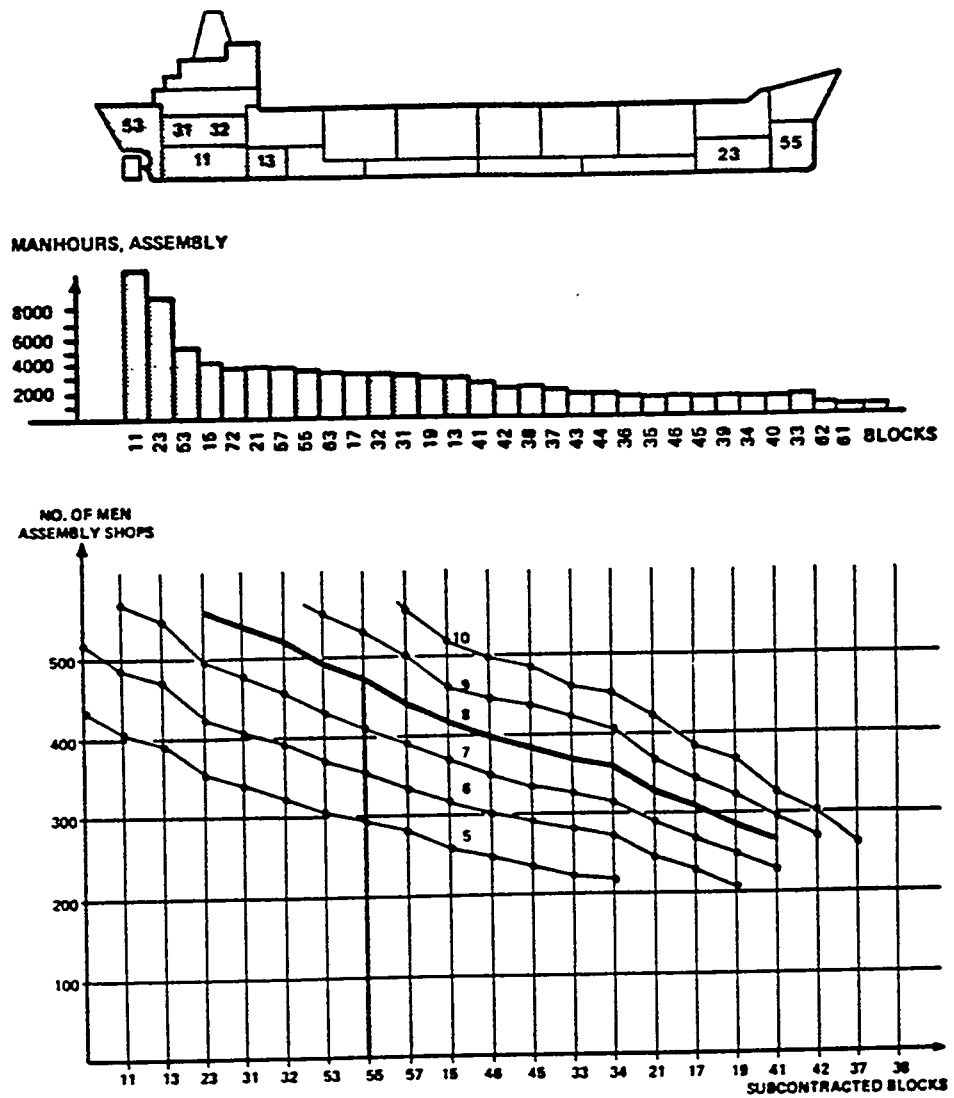 53 31 32 55
11 13 23
MANHOURS, ASSEMBLY
8000
6000
4000
2000
11 23 53 15 72 21 57 55 63 17 32 31 19 13 41 42 38 37 43 44 36 35 46 45 39 34 40 33 62 61 BLOCKS
NO. OF MEN
ASSEMBLY SHOPS
10
500
9
8
400
7
6
300
5
200
100
11 13 23 31 32 53 55 57 15 46 45 33 34 21 17 19 41 42 37 38
SUBCONTRACTED BLOCKS